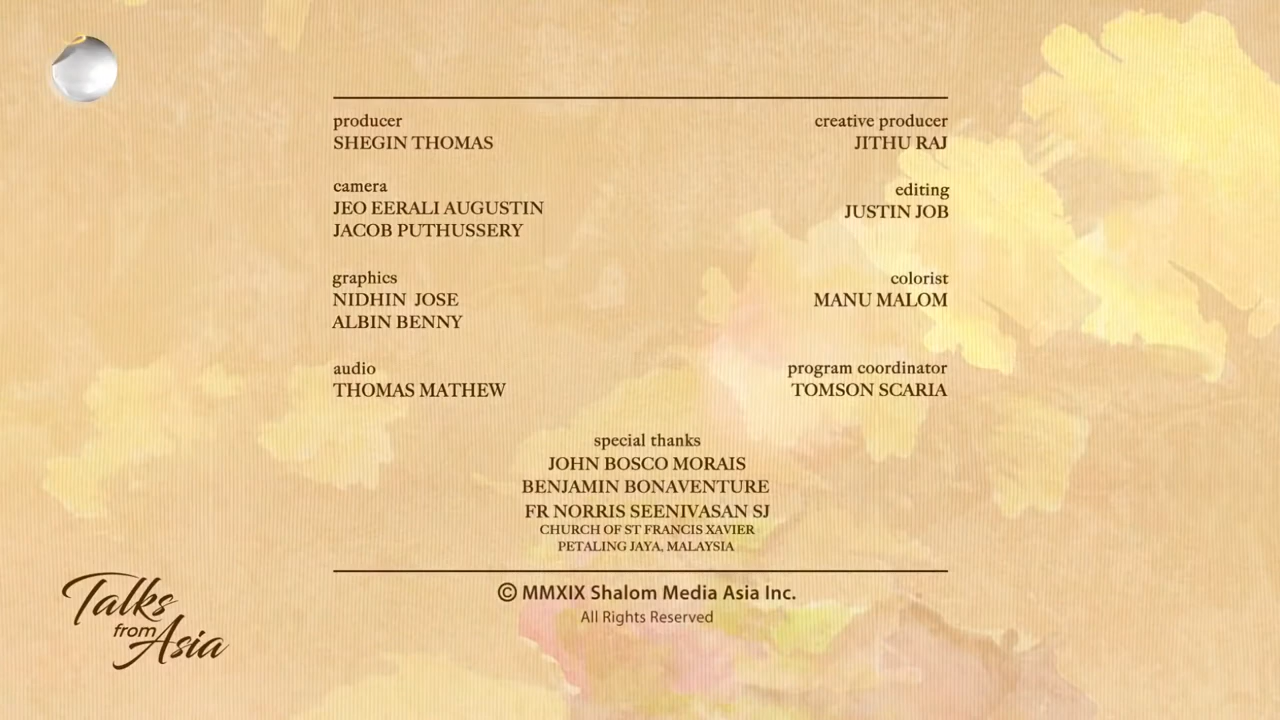 producer
SHEGIN THOMAS
creative producer
JITHU RAJ
camera
JEO EERALI AUGUSTIN
JACOB PUTHUSSERY
editing
JUSTIN JOB
graphics
NIDHIN JOSE
ALBIN BENNY
colorist
MANU MALOM
audio
THOMAS MATHEW
program coordinator
TOMSON SCARIA
special thanks
JOHN BOSCO MORAIS
BENJAMIN BONAVENTURE
FR NORRIS SEENIVASAN SJ
CHURCH OF ST FRANCIS XAVIER
PETALING JAYA, MALAYSIA
© MMXIX Shalom Media Asia Inc.
All Rights Reserved
Talks
from
Asia